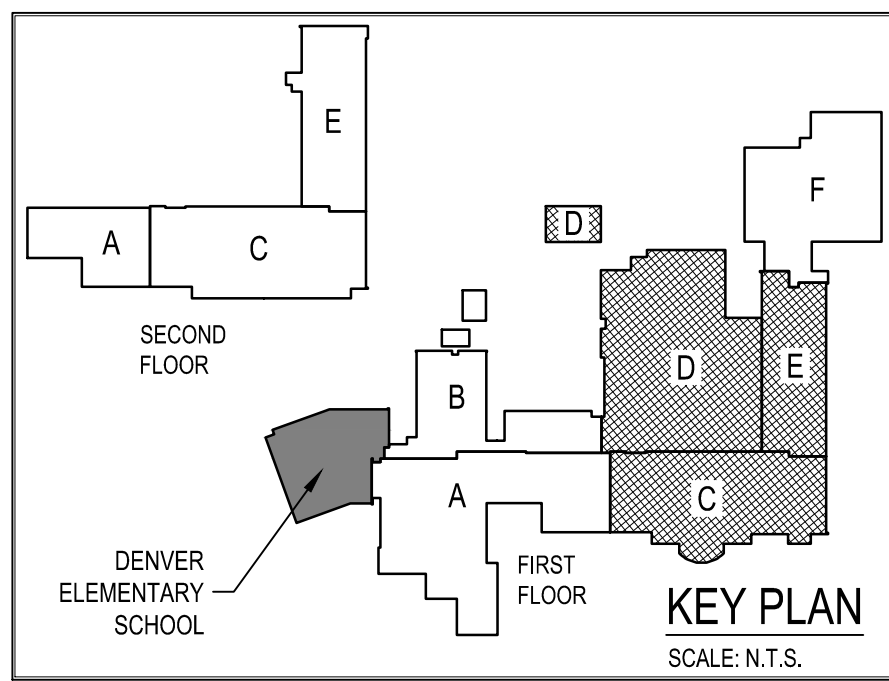 E
A
C
SECOND
FLOOR
F
D
D
E
B
A
C
DENVER
ELEMENTARY
SCHOOL
FIRST
FLOOR
KEY PLAN
SCALE: N.T.S.